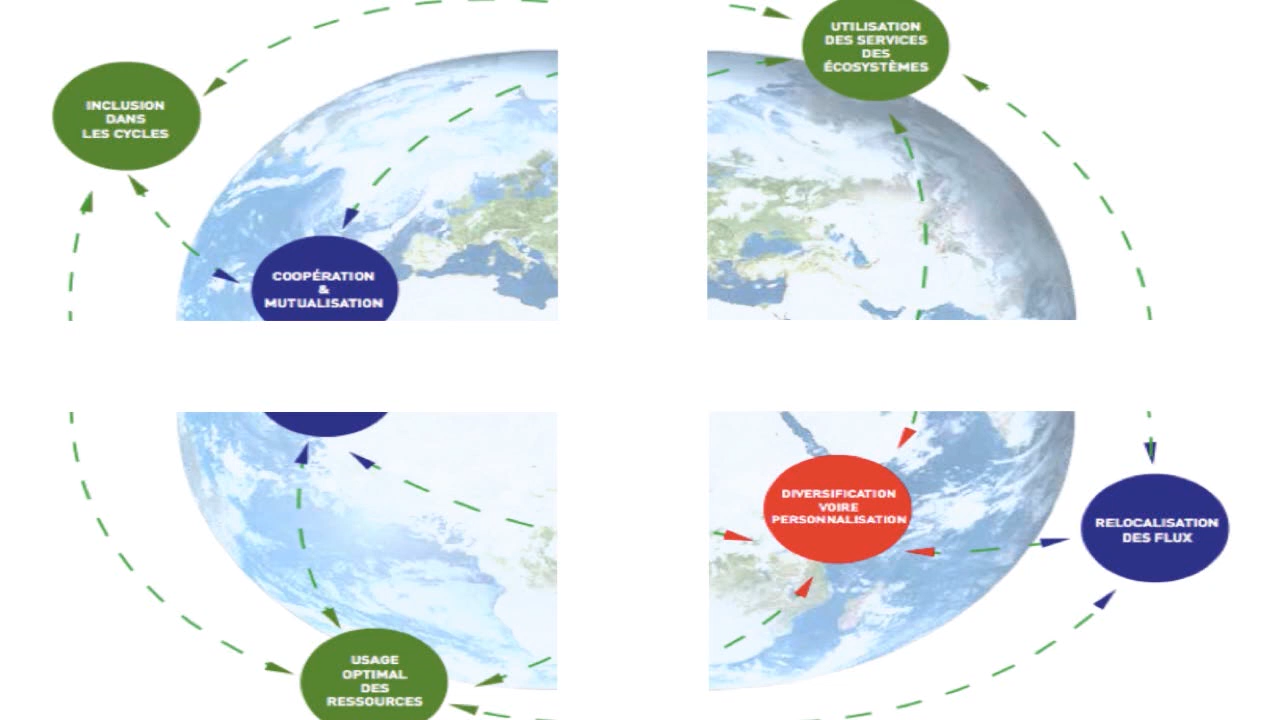 UTILISATION
DES SERVICES
DES
ÉCOSYSTÈMES
INCLUSION
DANS
LES CYCLES
COOPÉRATION
&
MUTUALISATION
DIVERSIFICATION
VOIRE
PERSONNALISATION
RELOCALISATION
DES FLUX
USAGE
OPTIMAL
DES
RESSOURCES